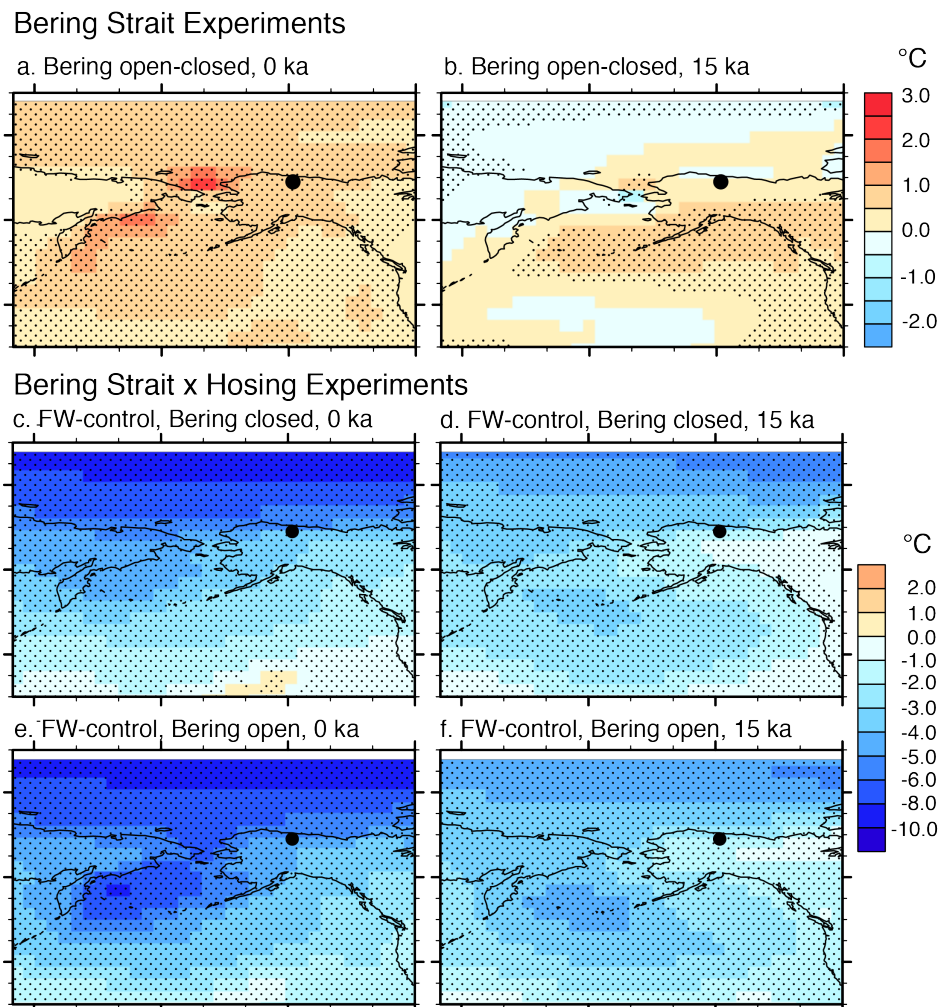 Bering Strait Experiments
a. Bering open-closed, 0 ka
b. Bering open-closed, 15 ka
°C
3.0
2.0
1.0
0.0
-1.0
-2.0
Bering Strait x Hosing Experiments
c. FW-control, Bering closed, 0 ka
d. FW-control, Bering closed, 15 ka
°C
2.0
1.0
0.0
-1.0
-2.0
-3.0
-4.0
-5.0
-6.0
-8.0
-10.0
e. FW-control, Bering open, 0 ka
f. FW-control, Bering open, 15 ka